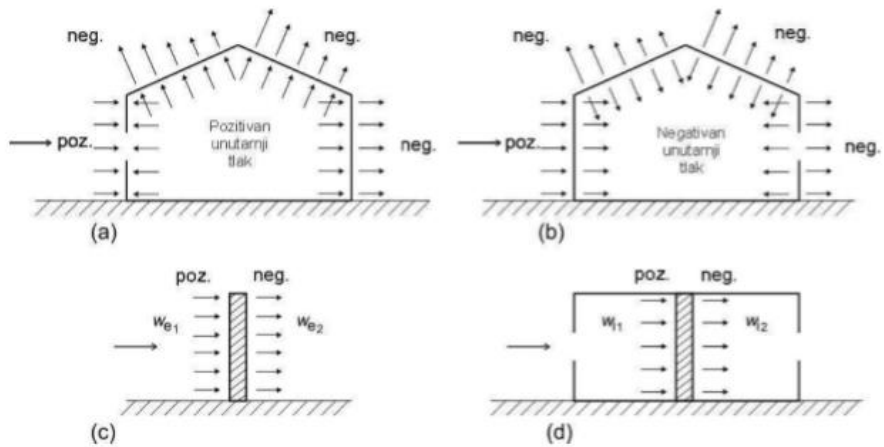 neg.
neg.
poz.
Pozitivan
unutarnji
tlak
neg.
(a)
neg.
neg.
poz.
Negativan
unutarnji
tlak
neg.
(b)
poz.
neg.
we1
we2
(c)
poz.
neg.
wi1
wi2
(d)